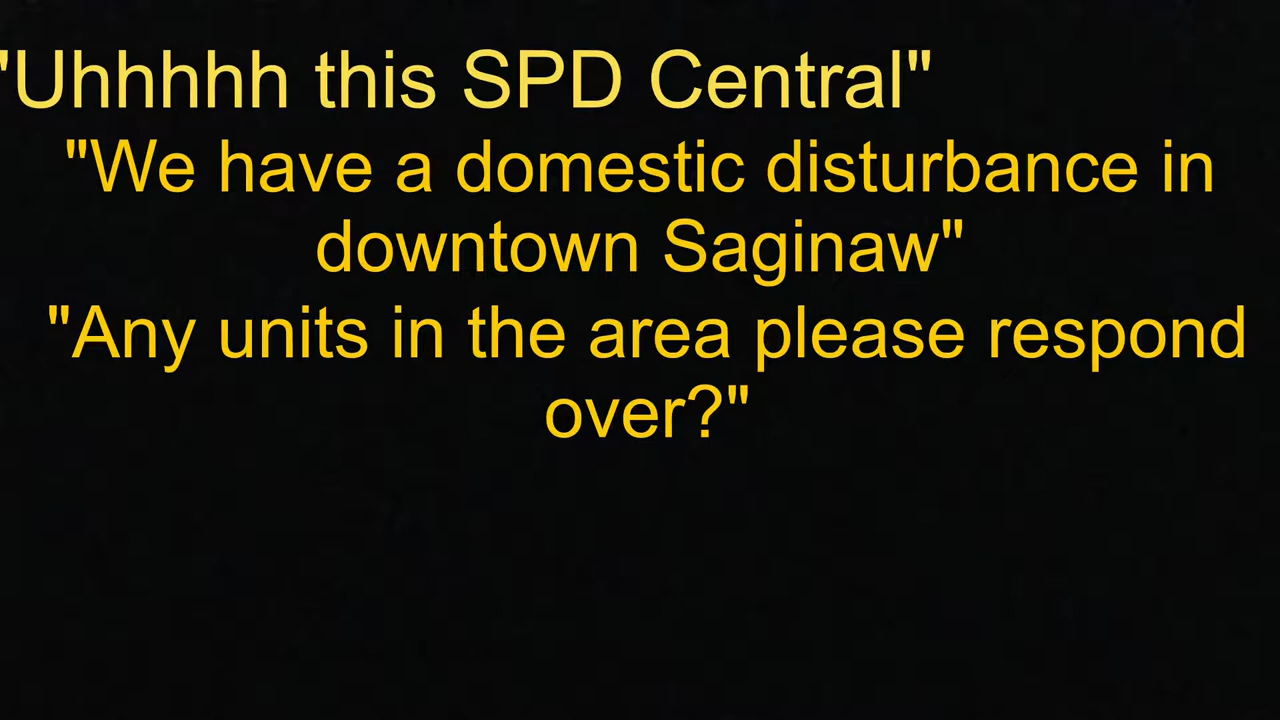 "Uhhhhh this SPD Central"
"We have a domestic disturbance in
downtown Saginaw"
"Any units in the area please respond
over?"